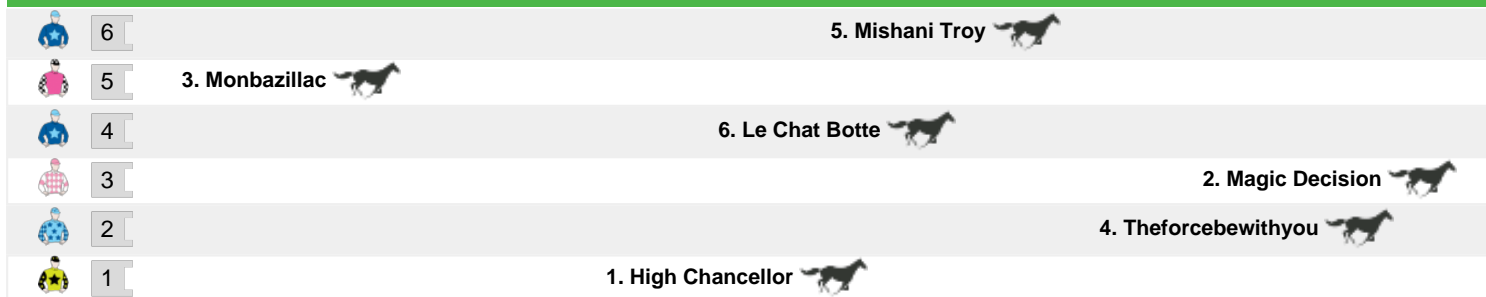 6 5. Mishani Troy
5 3. Monbazillac
4 6. Le Chat Botte
3 2. Magic Decision
2 4. Theforcebewithyou
1 1. High Chancellor